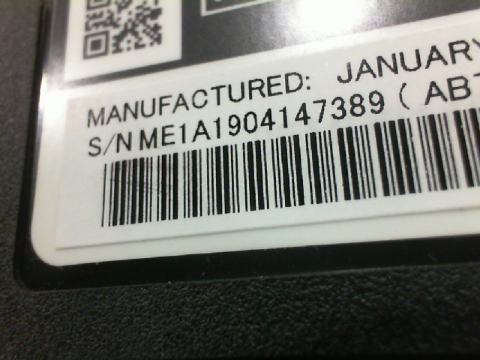 MANUFACTURED: JANUARY
S/N ME1A1904147389 ( AB